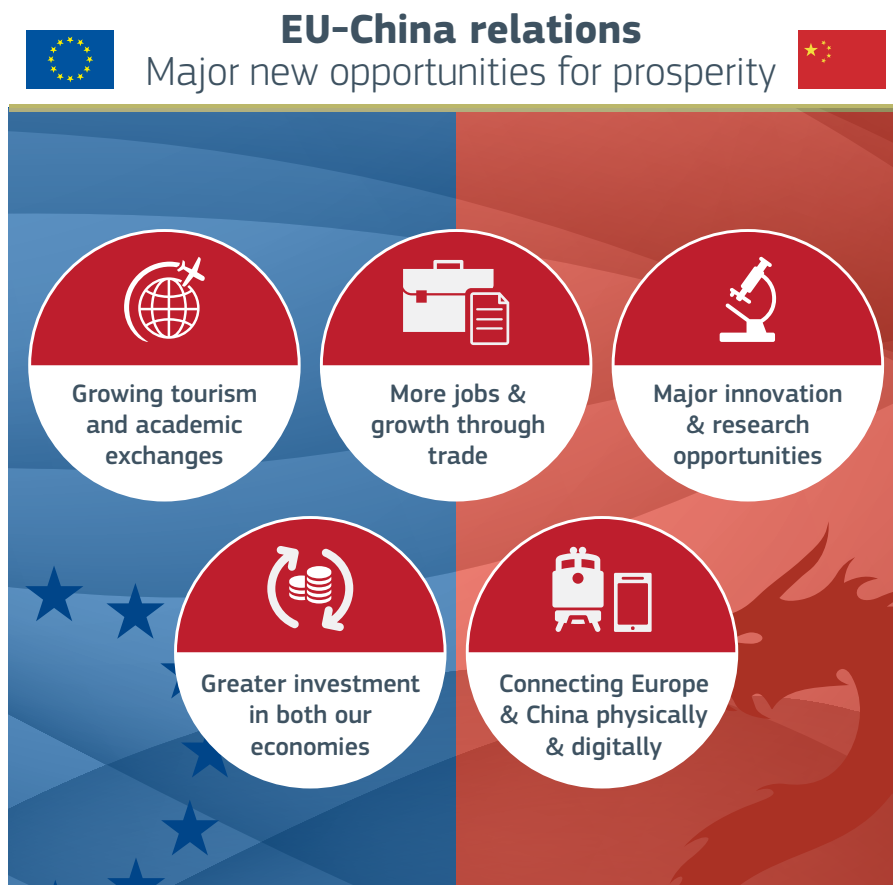 EU-China relations
Major new opportunities for prosperity
Growing tourism
and academic
exchanges
More jobs &
growth through
trade
Major innovation
& research
opportunities
Greater investment
in both our
economies
Connecting Europe
& China physically
& digitally